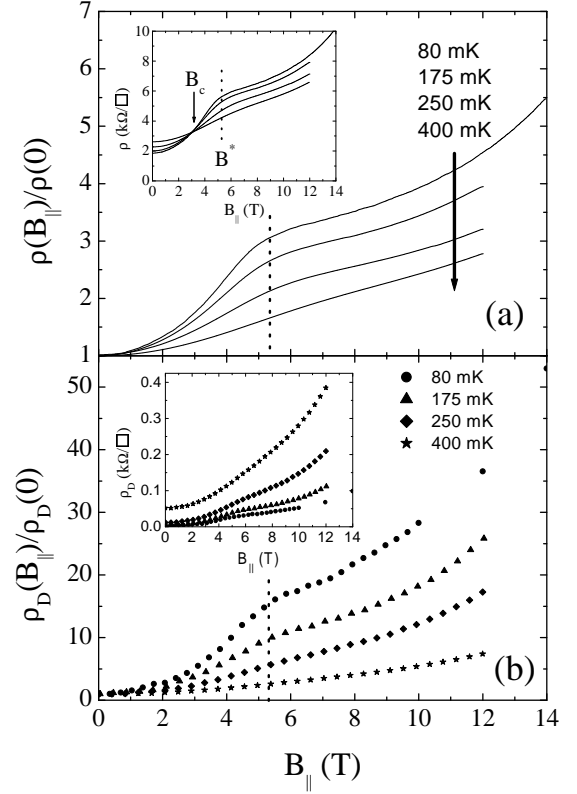 7
6
5
4
3
2
1
ρ(B||)/ρ(0)
80 mK
175 mK
250 mK
400 mK
(a)
10
8
6
4
2
0
ρ (kΩ/□)
B_c
B*
0 2 4 6 8 10 12 14
B|| (T)
50
40
30
20
10
0
ρ_D(B||)/ρ_D(0)
80 mK
175 mK
250 mK
400 mK
(b)
0.4
0.3
0.2
0.1
0.0
ρ_D (kΩ/□)
0 2 4 6 8 10 12 14
B|| (T)
0 2 4 6 8 10 12 14
B|| (T)